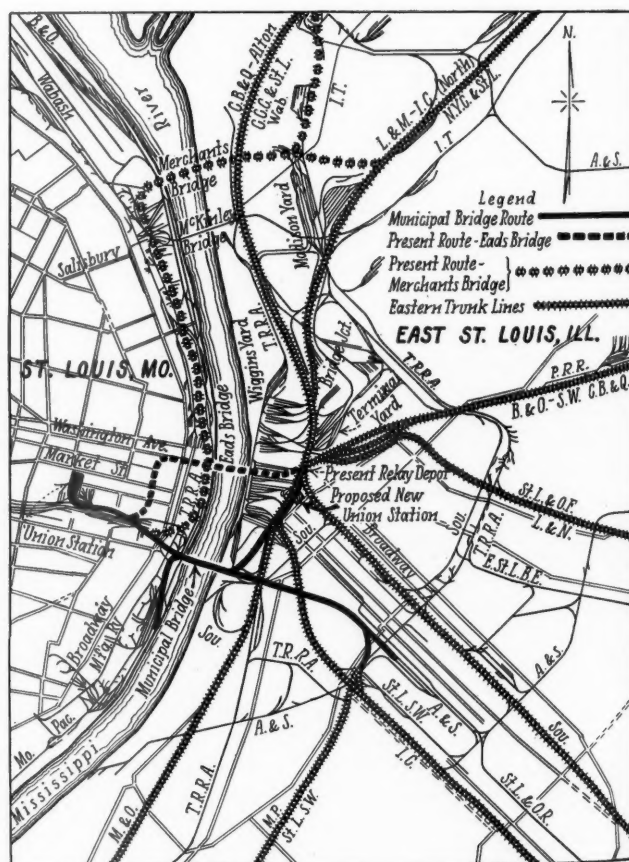 N.
B.&O.
Wabash
River
C.B.&Q-Alton
C.C.C.&St.L.
Wab.
I.T.
L.&M.-I.C.(North)
N.Y.C.&St.L.
I.T
A.&S.
Merchants
Bridge
McKinley
Bridge
Madison Yard
Salisbury
Legend
Municipal Bridge Route
Present Route-Eads Bridge
Present Route-
Merchants Bridge
Eastern Trunk Lines
EAST ST. LOUIS, ILL.
ST. LOUIS, MO.
T.R.R.A.
Wiggins Yard
Bridge Jct.
T.R.R.A.
Eads Bridge
Terminal
Yard
P.R.R.
B.&O.-S.W.
C.B.&Q.
Washington Ave.
Market St.
T.R.R.A.
Present Relay Depot
Proposed New
Union Station
St.L.&O.F.
L.&N.
Union Station
Sou.
Broadway
Sou.
T.R.R.A.
E.St.L.B.E.
Broadway
Municipal Bridge
Sou.
T.R.R.A.
A.&S.
A.&S.
St.L.S.W.
A.&S.
Sou.
Mo. Pac.
Mississippi
I.C.
St.L.&O.R.
M.&O.
T.R.R.A.
M.P.
St.L.S.W.